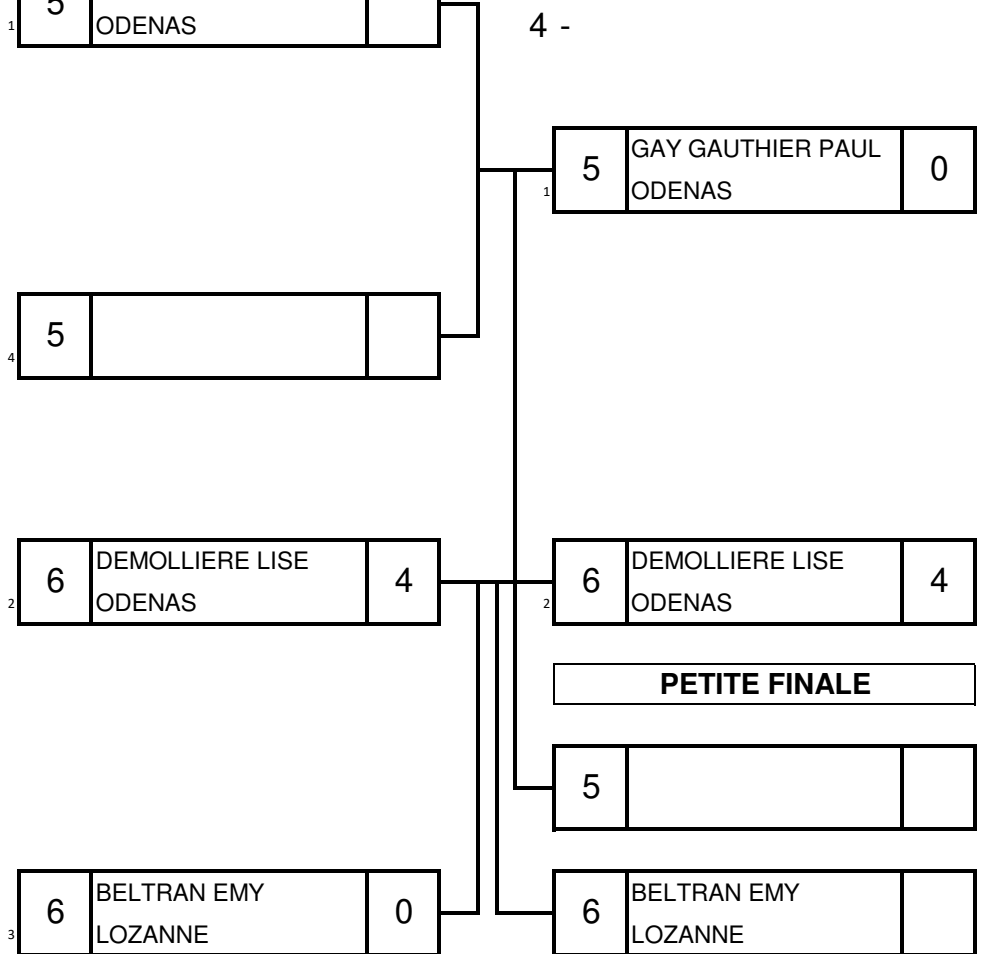 5
1
ODENAS
4 -
5
GAY GAUTHIER PAUL
0
1
ODENAS
5
4
6
DEMOLLIERE LISE
4
2
ODENAS
6
DEMOLLIERE LISE
4
2
ODENAS
PETITE FINALE
5
6
BELTRAN EMY
0
3
LOZANNE
6
BELTRAN EMY
LOZANNE